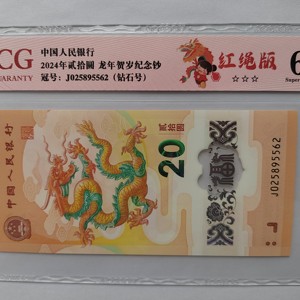 CG
UARANTY
中国人民银行
2024年贰拾圆 龙年贺岁纪念钞
冠号：J025895562（钻石号）
红绳版
☆☆☆
6
Super
中国人民银行
贰拾圆
20
J025895562